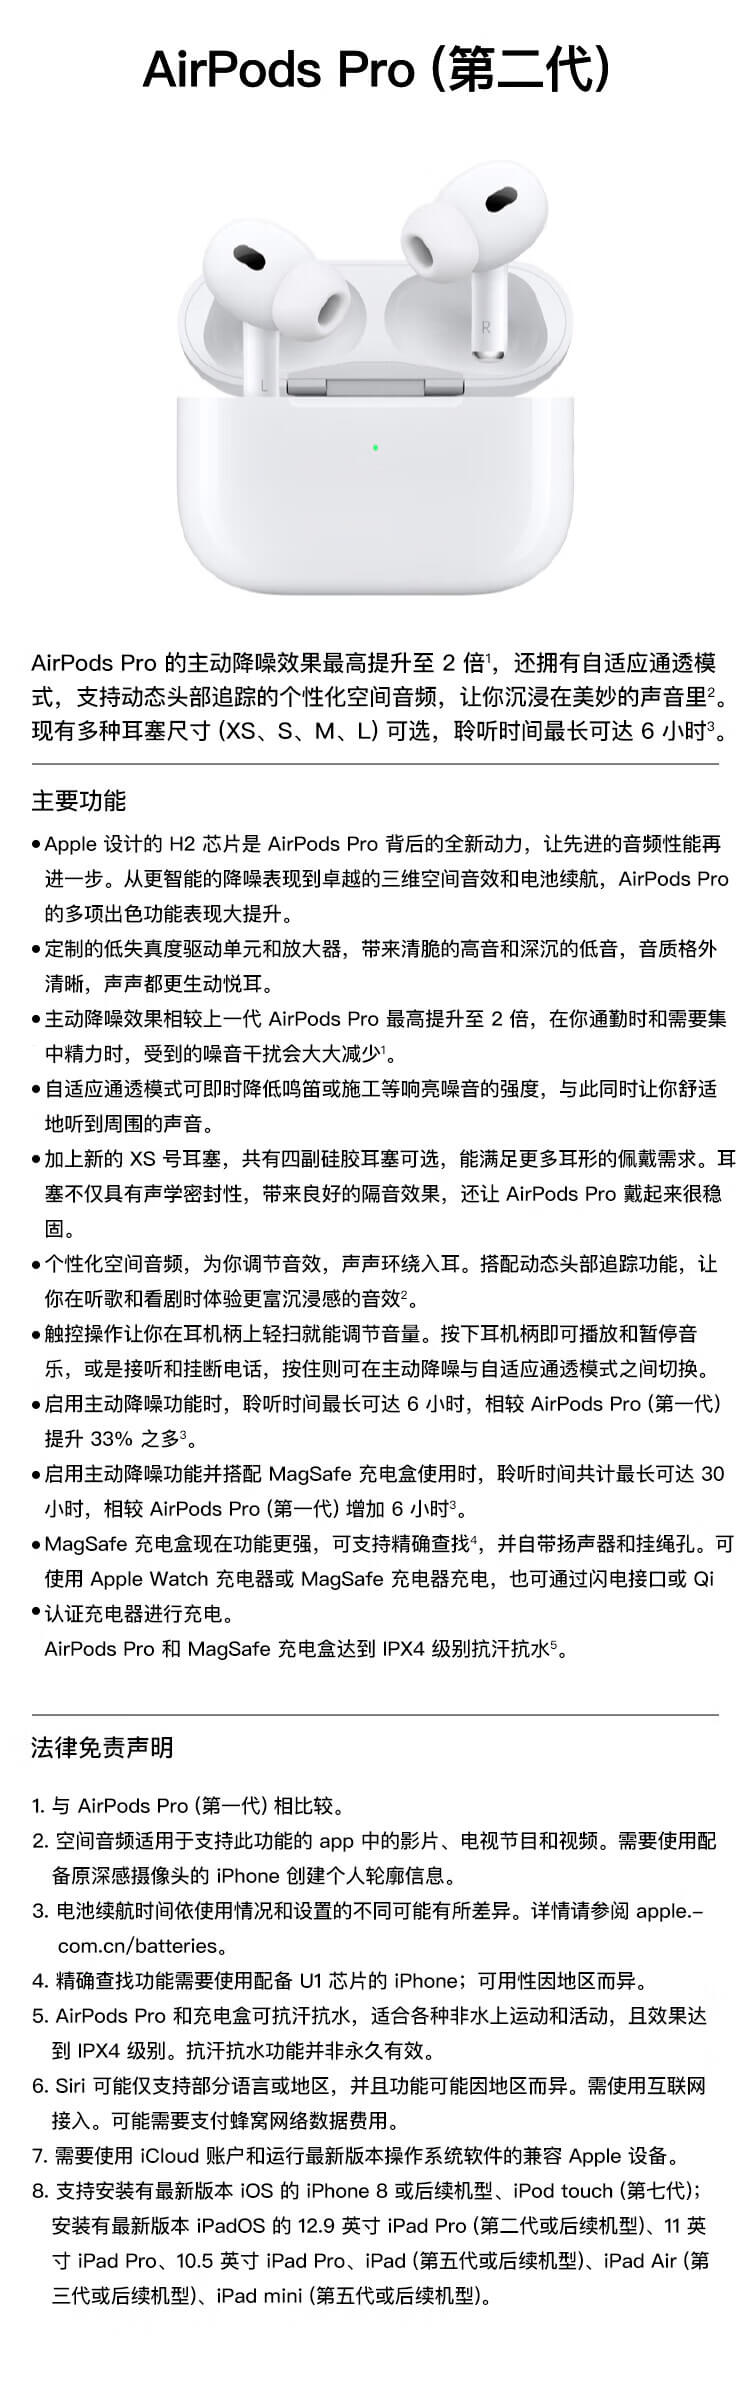 AirPods Pro (第二代)
R
L
AirPods Pro 的主动降噪效果最高提升至 2 倍¹，还拥有自适应通透模
式，支持动态头部追踪的个性化空间音频，让你沉浸在美妙的声音里²。
现有多种耳塞尺寸 (XS、S、M、L) 可选，聆听时间最长可达 6 小时³。
主要功能
•Apple 设计的 H2 芯片是 AirPods Pro 背后的全新动力，让先进的音频性能再
进一步。从更智能的降噪表现到卓越的三维空间音效和电池续航，AirPods Pro
的多项出色功能表现大提升。
•定制的低失真度驱动单元和放大器，带来清脆的高音和深沉的低音，音质格外
清晰，声声都更生动悦耳。
•主动降噪效果相较上一代 AirPods Pro 最高提升至 2 倍，在你通勤时和需要集
中精力时，受到的噪音干扰会大大减少¹。
•自适应通透模式可即时降低鸣笛或施工等响亮噪音的强度，与此同时让你舒适
地听到周围的声音。
•加上新的 XS 号耳塞，共有四副硅胶耳塞可选，能满足更多耳形的佩戴需求。耳
塞不仅具有声学密封性，带来良好的隔音效果，还让 AirPods Pro 戴起来很稳
固。
•个性化空间音频，为你调节音效，声声环绕入耳。搭配动态头部追踪功能，让
你在听歌和看剧时体验更富沉浸感的音效²。
•触控操作让你在耳机柄上轻扫就能调节音量。按下耳机柄即可播放和暂停音
乐，或是接听和挂断电话，按住则可在主动降噪与自适应通透模式之间切换。
•启用主动降噪功能时，聆听时间最长可达 6 小时，相较 AirPods Pro (第一代)
提升 33% 之多³。
•启用主动降噪功能并搭配 MagSafe 充电盒使用时，聆听时间共计最长可达 30
小时，相较 AirPods Pro (第一代) 增加 6 小时³。
•MagSafe 充电盒现在功能更强，可支持精确查找⁴，并自带扬声器和挂绳孔。可
使用 Apple Watch 充电器或 MagSafe 充电器充电，也可通过闪电接口或 Qi
•认证充电器进行充电。
AirPods Pro 和 MagSafe 充电盒达到 IPX4 级别抗汗抗水⁵。
法律免责声明
1. 与 AirPods Pro (第一代) 相比较。
2. 空间音频适用于支持此功能的 app 中的影片、电视节目和视频。需要使用配
备原深感摄像头的 iPhone 创建个人轮廓信息。
3. 电池续航时间依使用情况和设置的不同可能有所差异。详情请参阅 apple.-
com.cn/batteries。
4. 精确查找功能需要使用配备 U1 芯片的 iPhone；可用性因地区而异。
5. AirPods Pro 和充电盒可抗汗抗水，适合各种非水上运动和活动，且效果达
到 IPX4 级别。抗汗抗水功能并非永久有效。
6. Siri 可能仅支持部分语言或地区，并且功能可能因地区而异。需使用互联网
接入。可能需要支付蜂窝网络数据费用。
7. 需要使用 iCloud 账户和运行最新版本操作系统软件的兼容 Apple 设备。
8. 支持安装有最新版本 iOS 的 iPhone 8 或后续机型、iPod touch (第七代)；
安装有最新版本 iPadOS 的 12.9 英寸 iPad Pro (第二代或后续机型)、11 英
寸 iPad Pro、10.5 英寸 iPad Pro、iPad (第五代或后续机型)、iPad Air (第
三代或后续机型)、iPad mini (第五代或后续机型)。